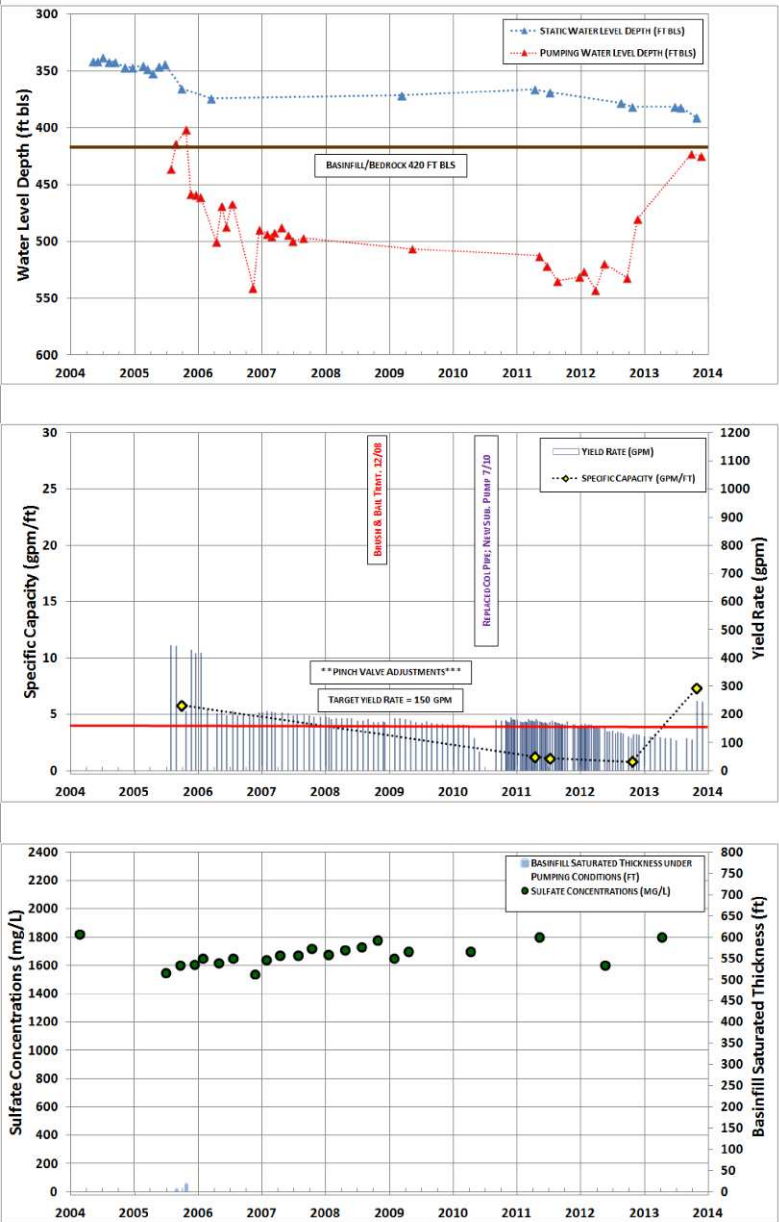 300
350
400
450
500
550
600
Water Level Depth (ft bls)
STATIC WATER LEVEL DEPTH (FT BLS)
PUMPING WATER LEVEL DEPTH (FT BLS)
BASINFILL/BEDROCK 420 FT BLS
2004 2005 2006 2007 2008 2009 2010 2011 2012 2013 2014
30
25
20
15
10
5
0
Specific Capacity (gpm/ft)
BRUSH & BAIL TRMT. 12/08
REPLACED COL PIPE; NEW SUB. PUMP 7/10
YIELD RATE (GPM)
SPECIFIC CAPACITY (GPM/FT)
**PINCH VALVE ADJUSTMENTS***
TARGET YIELD RATE = 150 GPM
1200
1100
1000
900
800
700
600
500
400
300
200
100
0
Yield Rate (gpm)
2004 2005 2006 2007 2008 2009 2010 2011 2012 2013 2014
2400
2200
2000
1800
1600
1400
1200
1000
800
600
400
200
0
Sulfate Concentrations (mg/L)
BASINFILL SATURATED THICKNESS UNDER
PUMPING CONDITIONS (FT)
SULFATE CONCENTRATIONS (MG/L)
800
750
700
650
600
550
500
450
400
350
300
250
200
150
100
50
0
Basinfill Saturated Thickness (ft)
2004 2005 2006 2007 2008 2009 2010 2011 2012 2013 2014